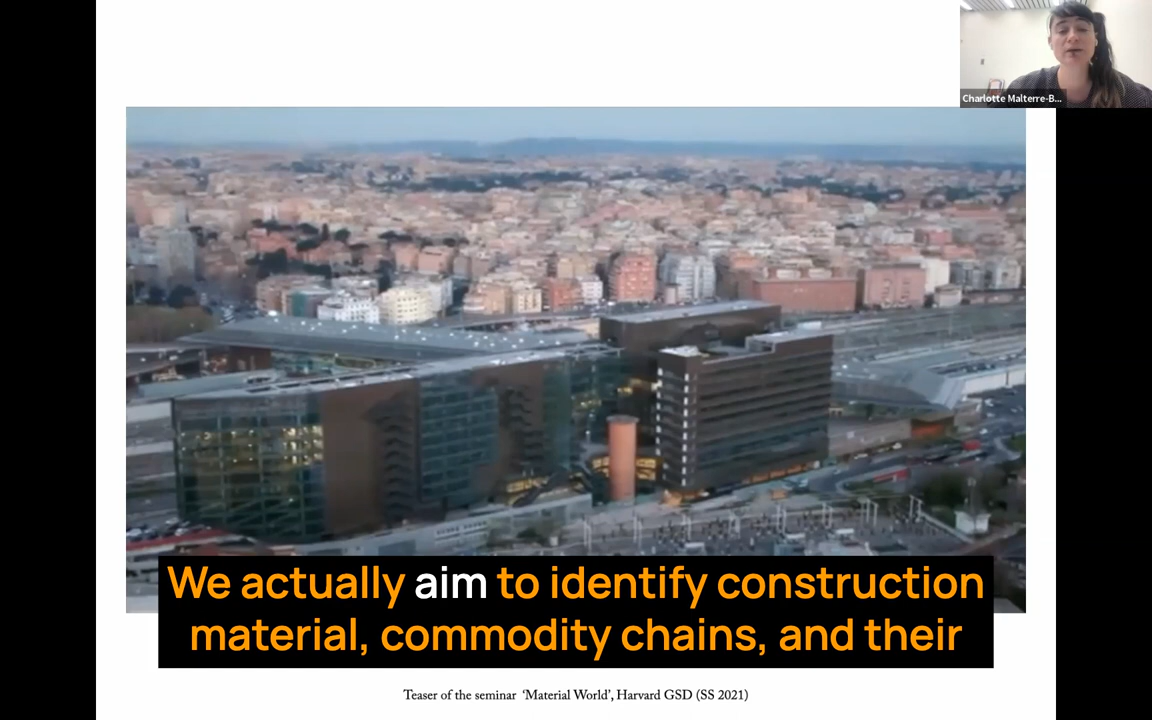 Charlotte Malterre-B...
We actually aim to identify construction
material, commodity chains, and their
Teaser of the seminar ‘Material World’, Harvard GSD (SS 2021)